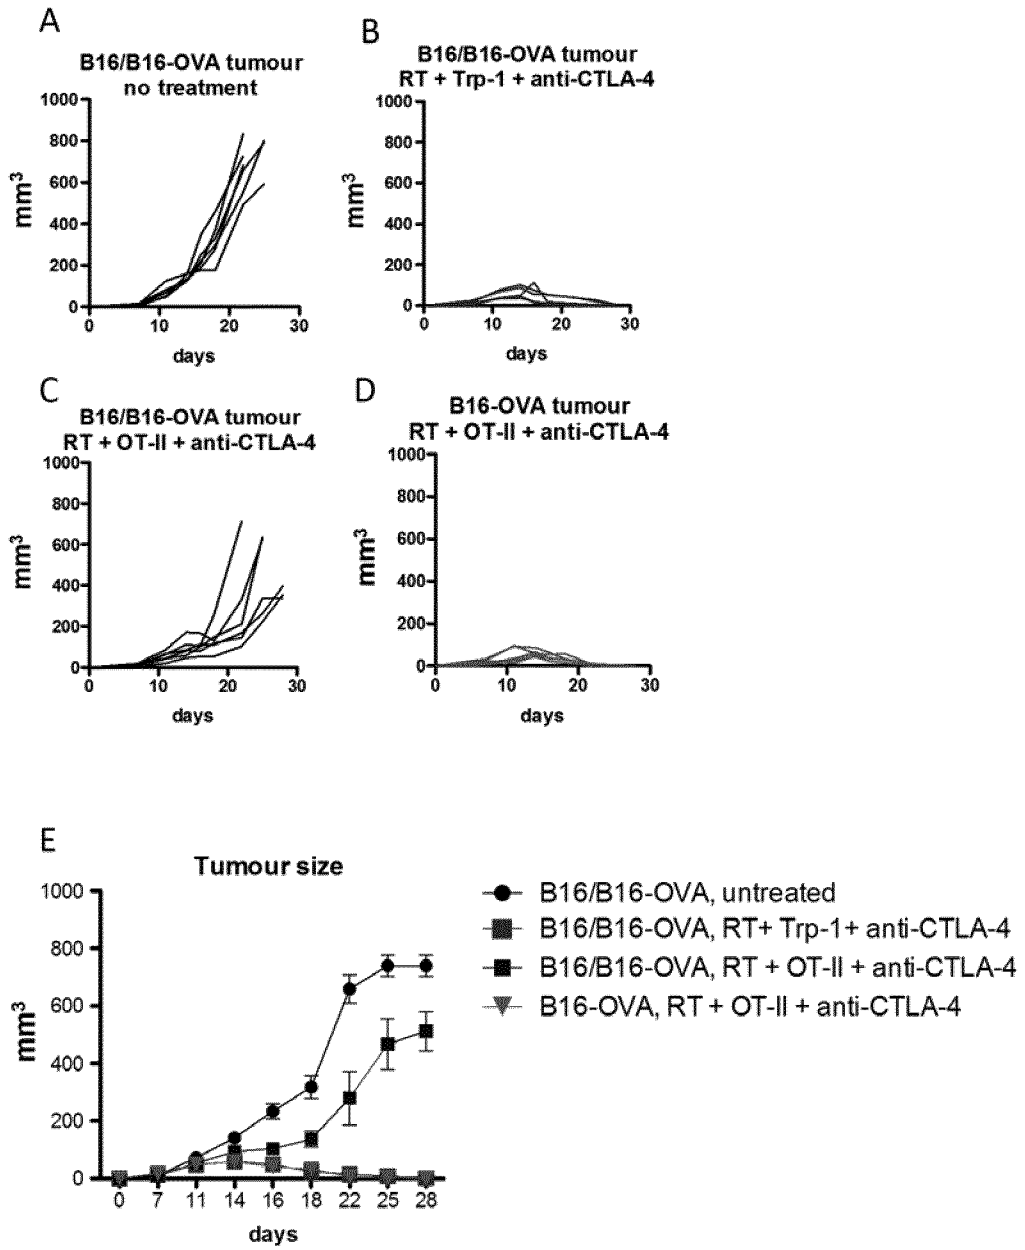 A
B16/B16-OVA tumour
no treatment
1000
800
600
400
200
0
mm³
0 10 20 30
days
B
B16/B16-OVA tumour
RT + Trp-1 + anti-CTLA-4
1000
800
600
400
200
0
mm³
0 10 20 30
days
C
B16/B16-OVA tumour
RT + OT-II + anti-CTLA-4
1000
800
600
400
200
0
mm³
0 10 20 30
days
D
B16-OVA tumour
RT + OT-II + anti-CTLA-4
1000
800
600
400
200
0
mm³
0 10 20 30
days
E
Tumour size
1000
800
600
400
200
0
mm³
0 7 11 14 16 18 22 25 28
days
B16/B16-OVA, untreated
B16/B16-OVA, RT+ Trp-1+ anti-CTLA-4
B16/B16-OVA, RT + OT-II + anti-CTLA-4
B16-OVA, RT + OT-II + anti-CTLA-4